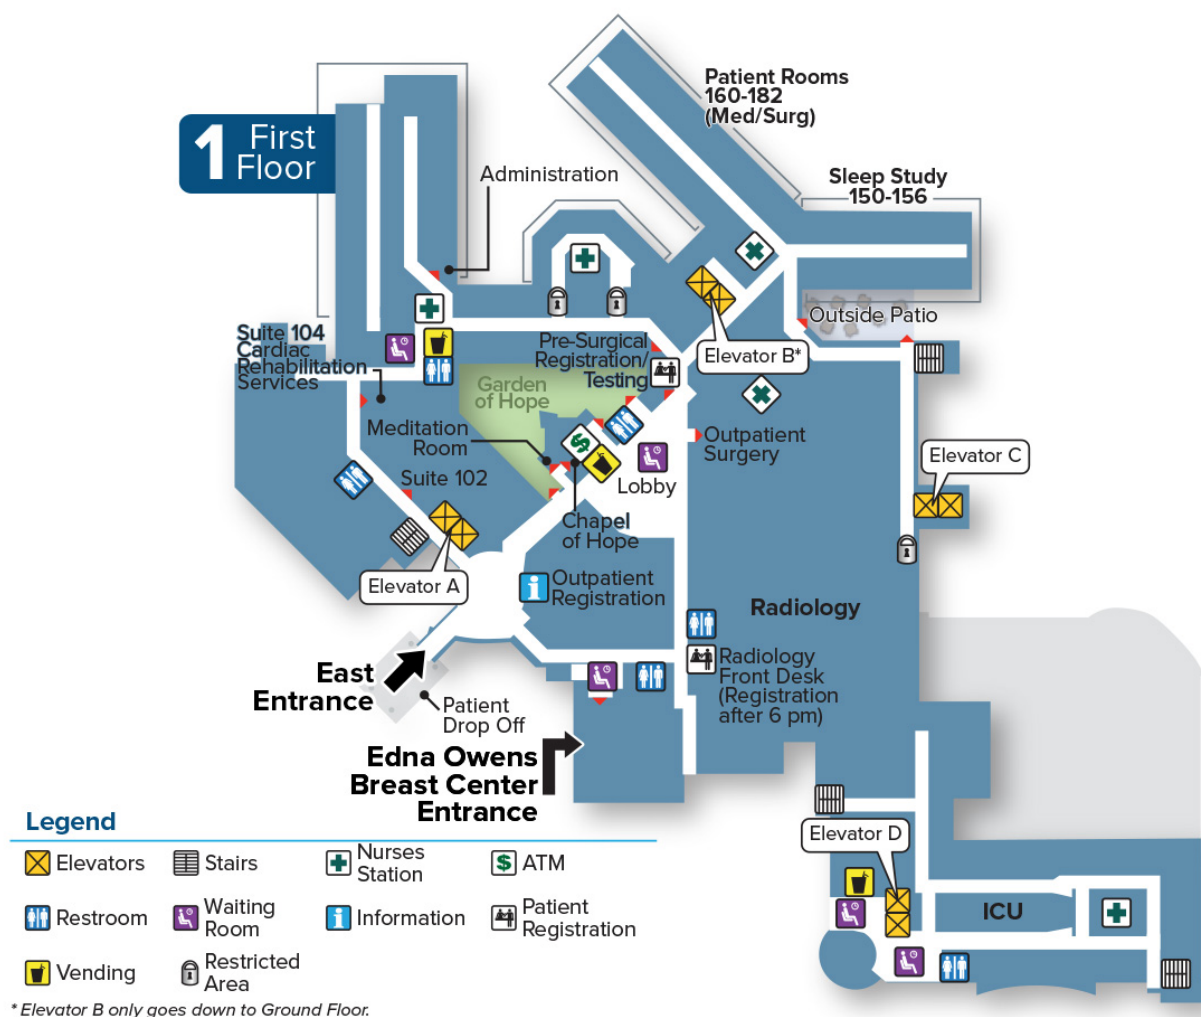 1 First
Floor
Patient Rooms
160-182
(Med/Surg)
Administration
Sleep Study
150-156
Outside Patio
Suite 104
Cardiac
Rehabilitation
Services
Pre-Surgical
Registration/
Testing
Elevator B*
Garden
of Hope
Meditation
Room
Outpatient
Surgery
Elevator C
Suite 102
Lobby
Chapel
of Hope
Elevator A
Outpatient
Registration
Radiology
East
Entrance
Patient
Drop Off
Radiology
Front Desk
(Registration
after 6 pm)
Edna Owens
Breast Center
Entrance
Elevator D
ICU
Legend
Elevators
Stairs
Nurses
Station
$ ATM
Restroom
Waiting
Room
Information
Patient
Registration
Vending
Restricted
Area
* Elevator B only goes down to Ground Floor.